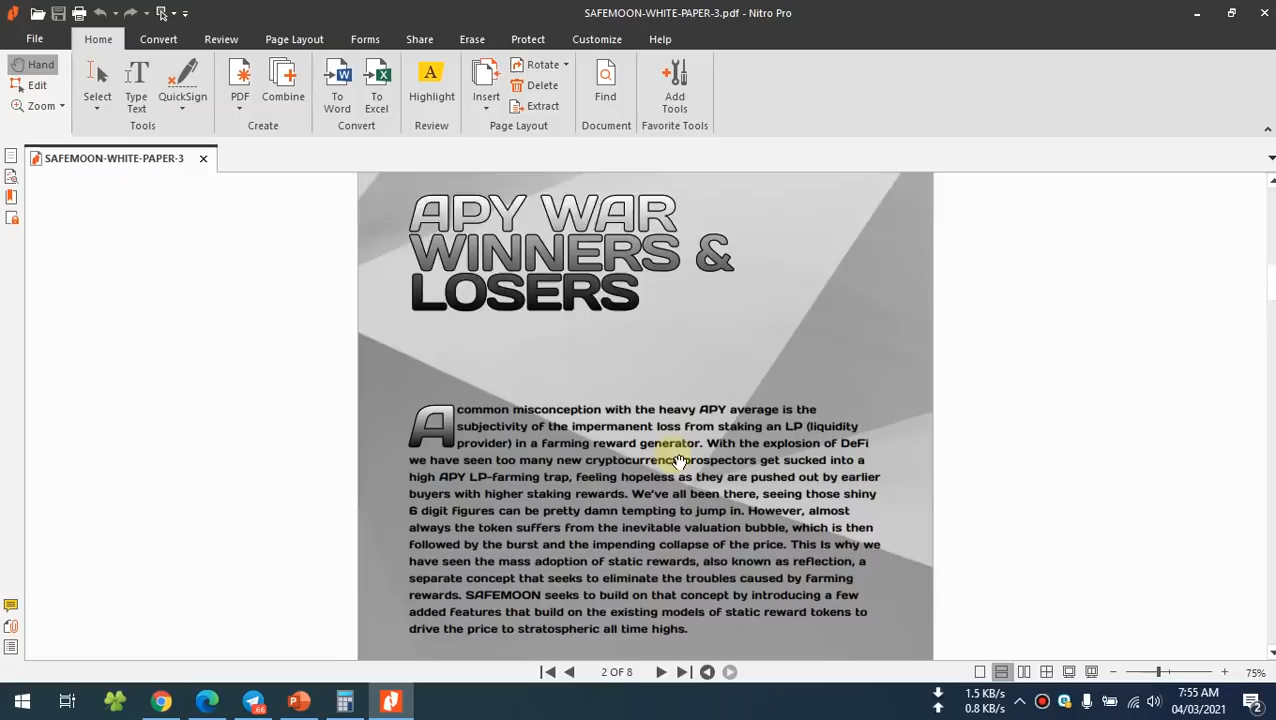 SAFEMOON-WHITE-PAPER-3.pdf - Nitro Pro
File Home Convert Review Page Layout Forms Share Erase Protect Customize Help
Hand
Edit
Zoom
Select
Type Text
QuickSign
Tools
PDF
Combine
Create
To Word
To Excel
Convert
A
Highlight
Review
Insert
Rotate
Delete
Extract
Page Layout
Find
Document
Add Tools
Favorite Tools
SAFEMOON-WHITE-PAPER-3
APY WAR
WINNERS &
LOSERS
A common misconception with the heavy APY average is the
subjectivity of the impermanent loss from staking an LP (liquidity
provider) in a farming reward generator. With the explosion of DeFi
we have seen too many new cryptocurrency prospectors get sucked into a
high APY LP-farming trap, feeling hopeless as they are pushed out by earlier
buyers with higher staking rewards. We've all been there, seeing those shiny
6 digit figures can be pretty damn tempting to jump in. However, almost
always the token suffers from the inevitable valuation bubble, which is then
followed by the burst and the impending collapse of the price. This is why we
have seen the mass adoption of static rewards, also known as reflection, a
separate concept that seeks to eliminate the troubles caused by farming
rewards. SAFEMOON seeks to build on that concept by introducing a few
added features that build on the existing models of static reward tokens to
drive the price to stratospheric all time highs.
2 OF 8
75%
66
1.5 KB/s
0.8 KB/s
7:55 AM
04/03/2021
2